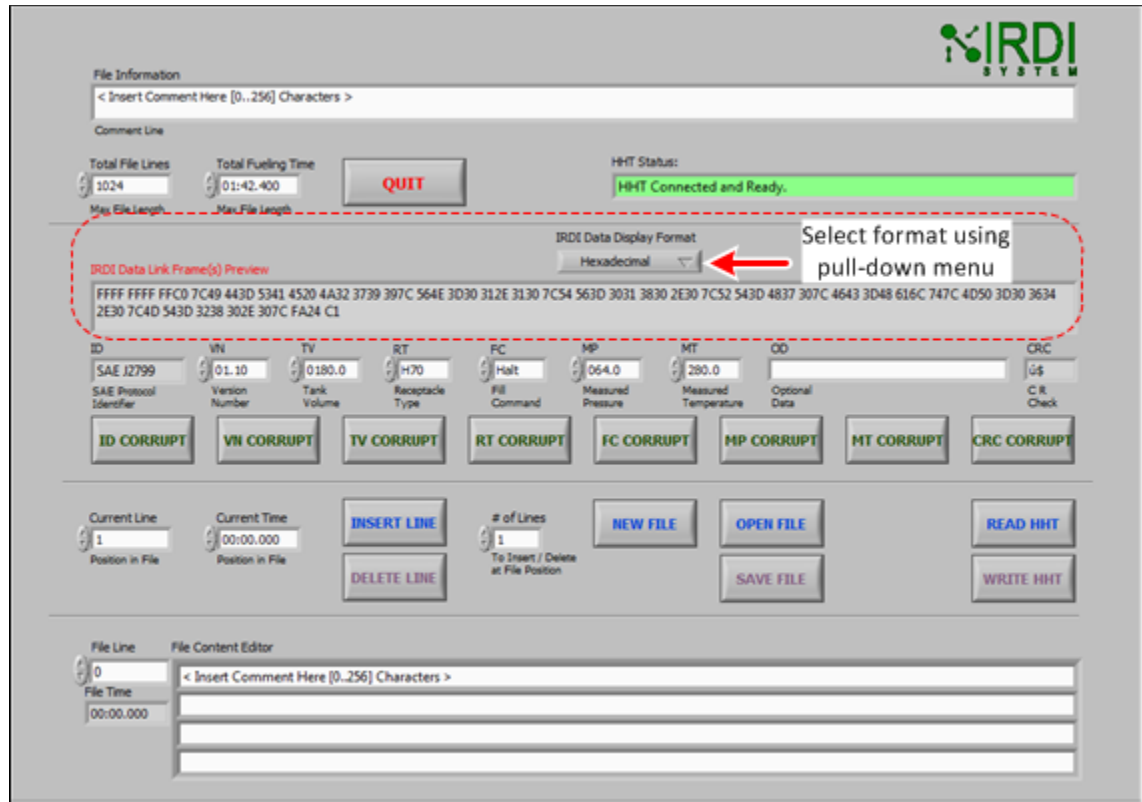 IRDI
SYSTEM
File Information
< Insert Comment Here [0..256] Characters >
Comment Line
Total File Lines Total Fueling Time HHT Status:
1024 01:42.400 QUIT HHT Connected and Ready.
Max File Length Max File Length
IRDI Data Display Format Select format using
Hexadecimal pull-down menu
IRDI Data Link Frame(s) Preview
FFFF FFFF FFC0 7C49 443D 5341 4520 4A32 3739 397C 564E 3D30 312E 3130 7C54 563D 3031 3830 2E30 7C52 543D 4837 307C 4643 3D48 616C 747C 4D50 3D30 3634
2E30 7C4D 543D 3238 302E 307C FA24 C1
ID VN TV RT FC MP MT OD CRC
SAE J2799 01.10 0180.0 H70 Halt 064.0 280.0 ú$
SAE Protocol Version Tank Receptacle Fill Measured Measured Optional C R
Identifier Number Volume Type Command Pressure Temperature Data Check
ID CORRUPT VN CORRUPT TV CORRUPT RT CORRUPT FC CORRUPT MP CORRUPT MT CORRUPT CRC CORRUPT
Current Line Current Time INSERT LINE # of Lines NEW FILE OPEN FILE READ HHT
1 00:00.000 1
Position in File Position in File To Insert / Delete
at File Position
DELETE LINE SAVE FILE WRITE HHT
File Line File Content Editor
0 < Insert Comment Here [0..256] Characters >
File Time
00:00.000